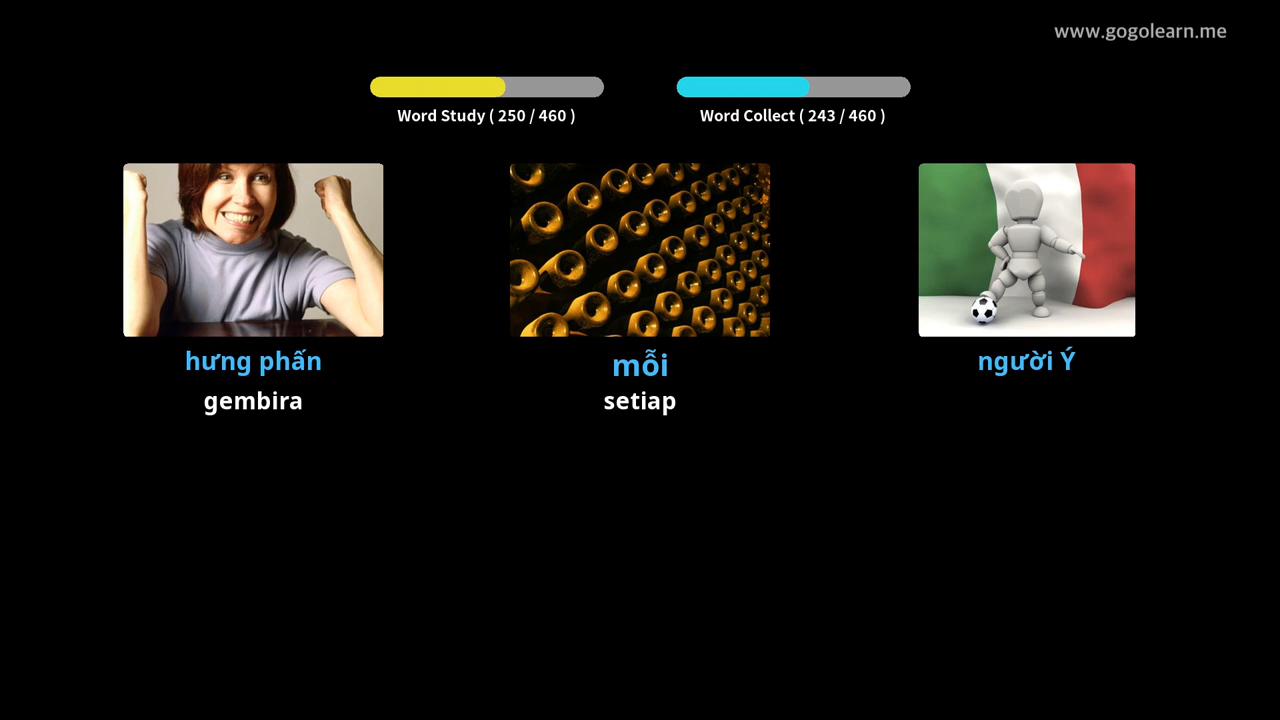 www.gogolearn.me
Word Study ( 250 / 460 )
Word Collect ( 243 / 460 )
hưng phấn
mỗi
người Ý
gembira
setiap